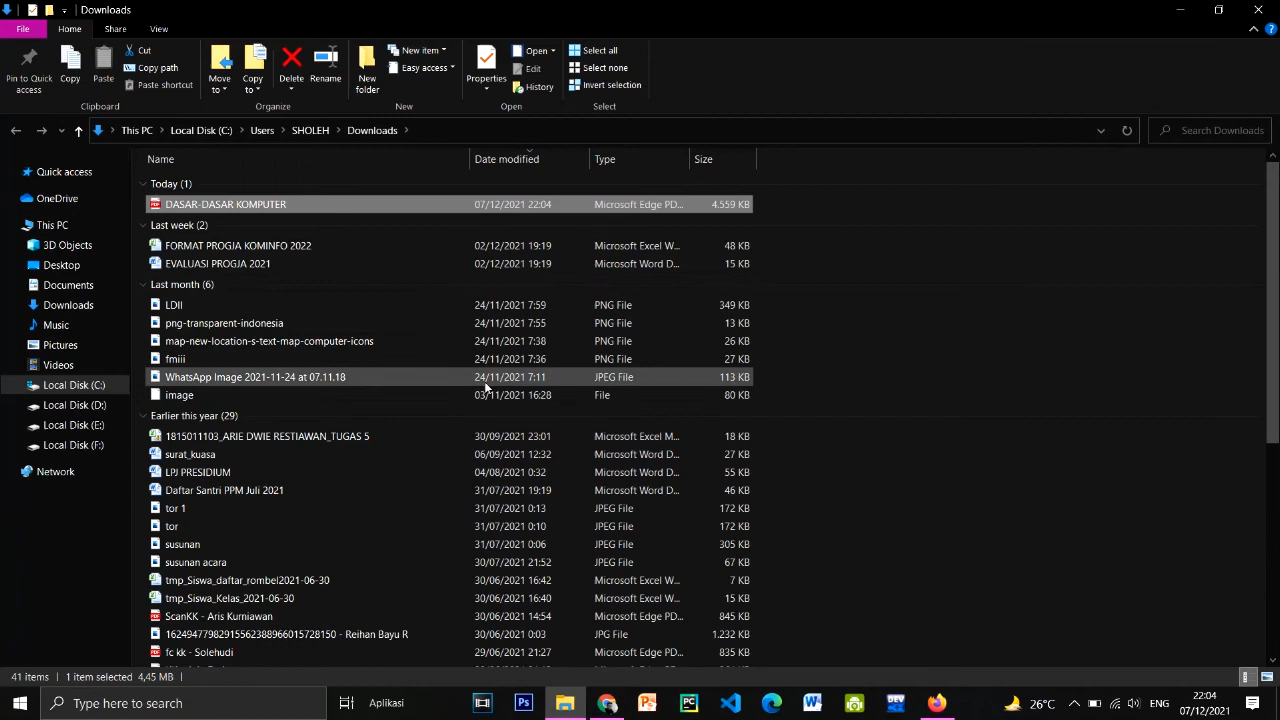 Downloads
File Home Share View
Pin to Quick access
Copy
Paste
Cut
Copy path
Paste shortcut
Clipboard
Move to
Copy to
Delete
Rename
Organize
New folder
New item
Easy access
New
Properties
Open
Edit
History
Open
Select all
Select none
Invert selection
Select
This PC Local Disk (C:) Users SHOLEH Downloads
Search Downloads
Quick access
OneDrive
This PC
3D Objects
Desktop
Documents
Downloads
Music
Pictures
Videos
Local Disk (C:)
Local Disk (D:)
Local Disk (E:)
Local Disk (F:)
Network
Name Date modified Type Size
Today (1)
DASAR-DASAR KOMPUTER 07/12/2021 22:04 Microsoft Edge PD... 4.559 KB
Last week (2)
FORMAT PROGJA KOMINFO 2022 02/12/2021 19:19 Microsoft Excel W... 48 KB
EVALUASI PROGJA 2021 02/12/2021 19:19 Microsoft Word D... 15 KB
Last month (6)
LDII 24/11/2021 7:59 PNG File 349 KB
png-transparent-indonesia 24/11/2021 7:55 PNG File 13 KB
map-new-location-s-text-map-computer-icons 24/11/2021 7:38 PNG File 26 KB
fmiii 24/11/2021 7:36 PNG File 27 KB
WhatsApp Image 2021-11-24 at 07.11.18 24/11/2021 7:11 JPEG File 113 KB
image 03/11/2021 16:28 File 80 KB
Earlier this year (29)
1815011103_ARIE DWIE RESTIAWAN_TUGAS 5 30/09/2021 23:01 Microsoft Excel M... 18 KB
surat_kuasa 06/09/2021 12:32 Microsoft Word D... 27 KB
LPJ PRESIDIUM 04/08/2021 0:32 Microsoft Word D... 55 KB
Daftar Santri PPM Juli 2021 31/07/2021 19:19 Microsoft Word D... 46 KB
tor 1 31/07/2021 0:13 JPEG File 172 KB
tor 31/07/2021 0:10 JPEG File 172 KB
susunan 31/07/2021 0:06 JPEG File 305 KB
susunan acara 30/07/2021 21:52 JPEG File 67 KB
tmp_Siswa_daftar_rombel2021-06-30 30/06/2021 16:42 Microsoft Excel W... 7 KB
tmp_Siswa_Kelas_2021-06-30 30/06/2021 16:40 Microsoft Excel W... 15 KB
ScanKK - Aris Kurniawan 30/06/2021 14:54 Microsoft Edge PD... 845 KB
16249477982915562388966015728150 - Reihan Bayu R 30/06/2021 0:03 JPG File 1.232 KB
fc kk - Solehudi 29/06/2021 21:27 Microsoft Edge PD... 835 KB
41 items 1 item selected 4,45 MB
Type here to search
Aplikasi
26°C
ENG
22:04
07/12/2021